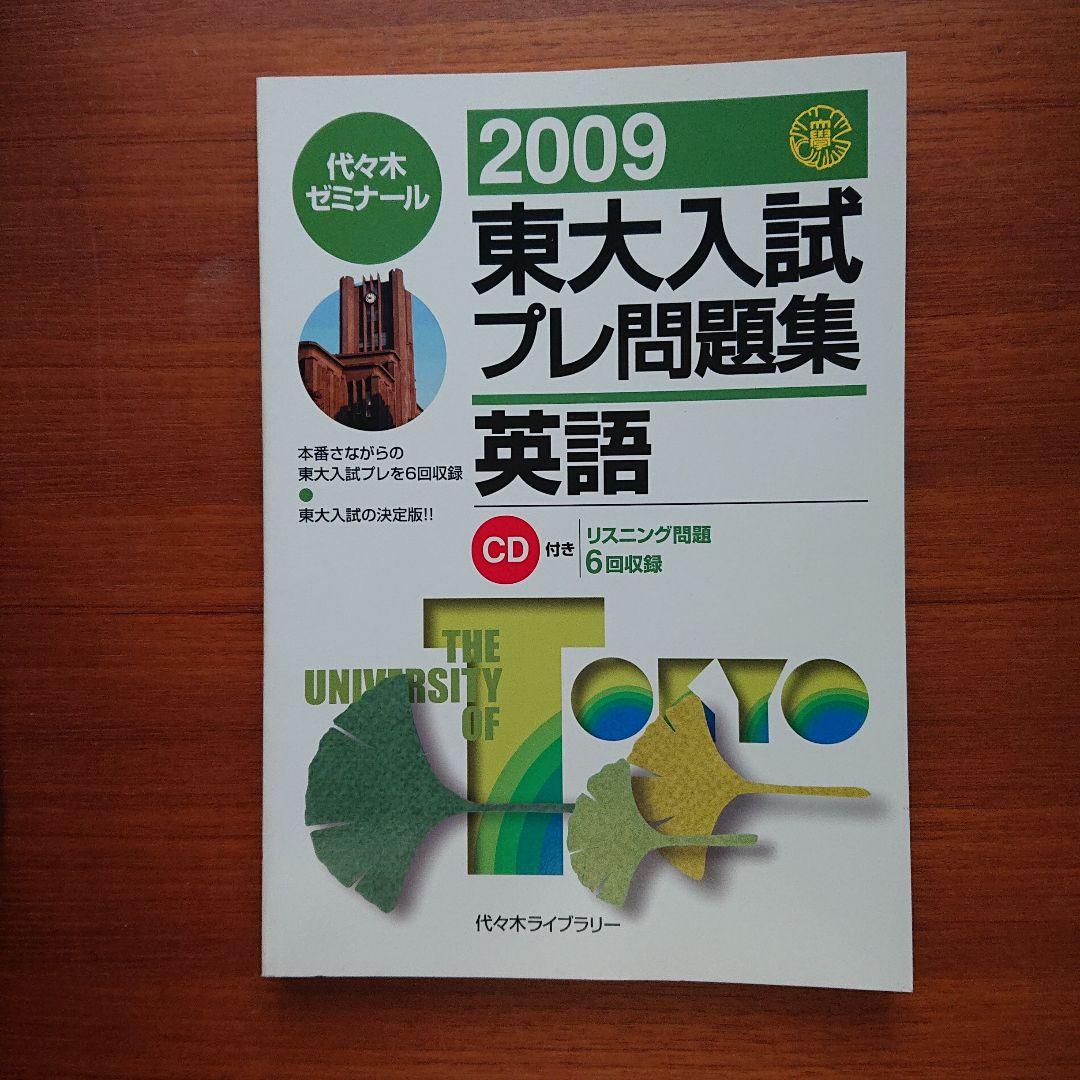 代々木
ゼミナール
2009
大學
東大入試
プレ問題集
英語
本番さながらの
東大入試プレを6回収録
東大入試の決定版!!
CD
付き
リスニング問題
6回収録
THE
UNIVERSITY
OF
TOKYO
代々木ライブラリー